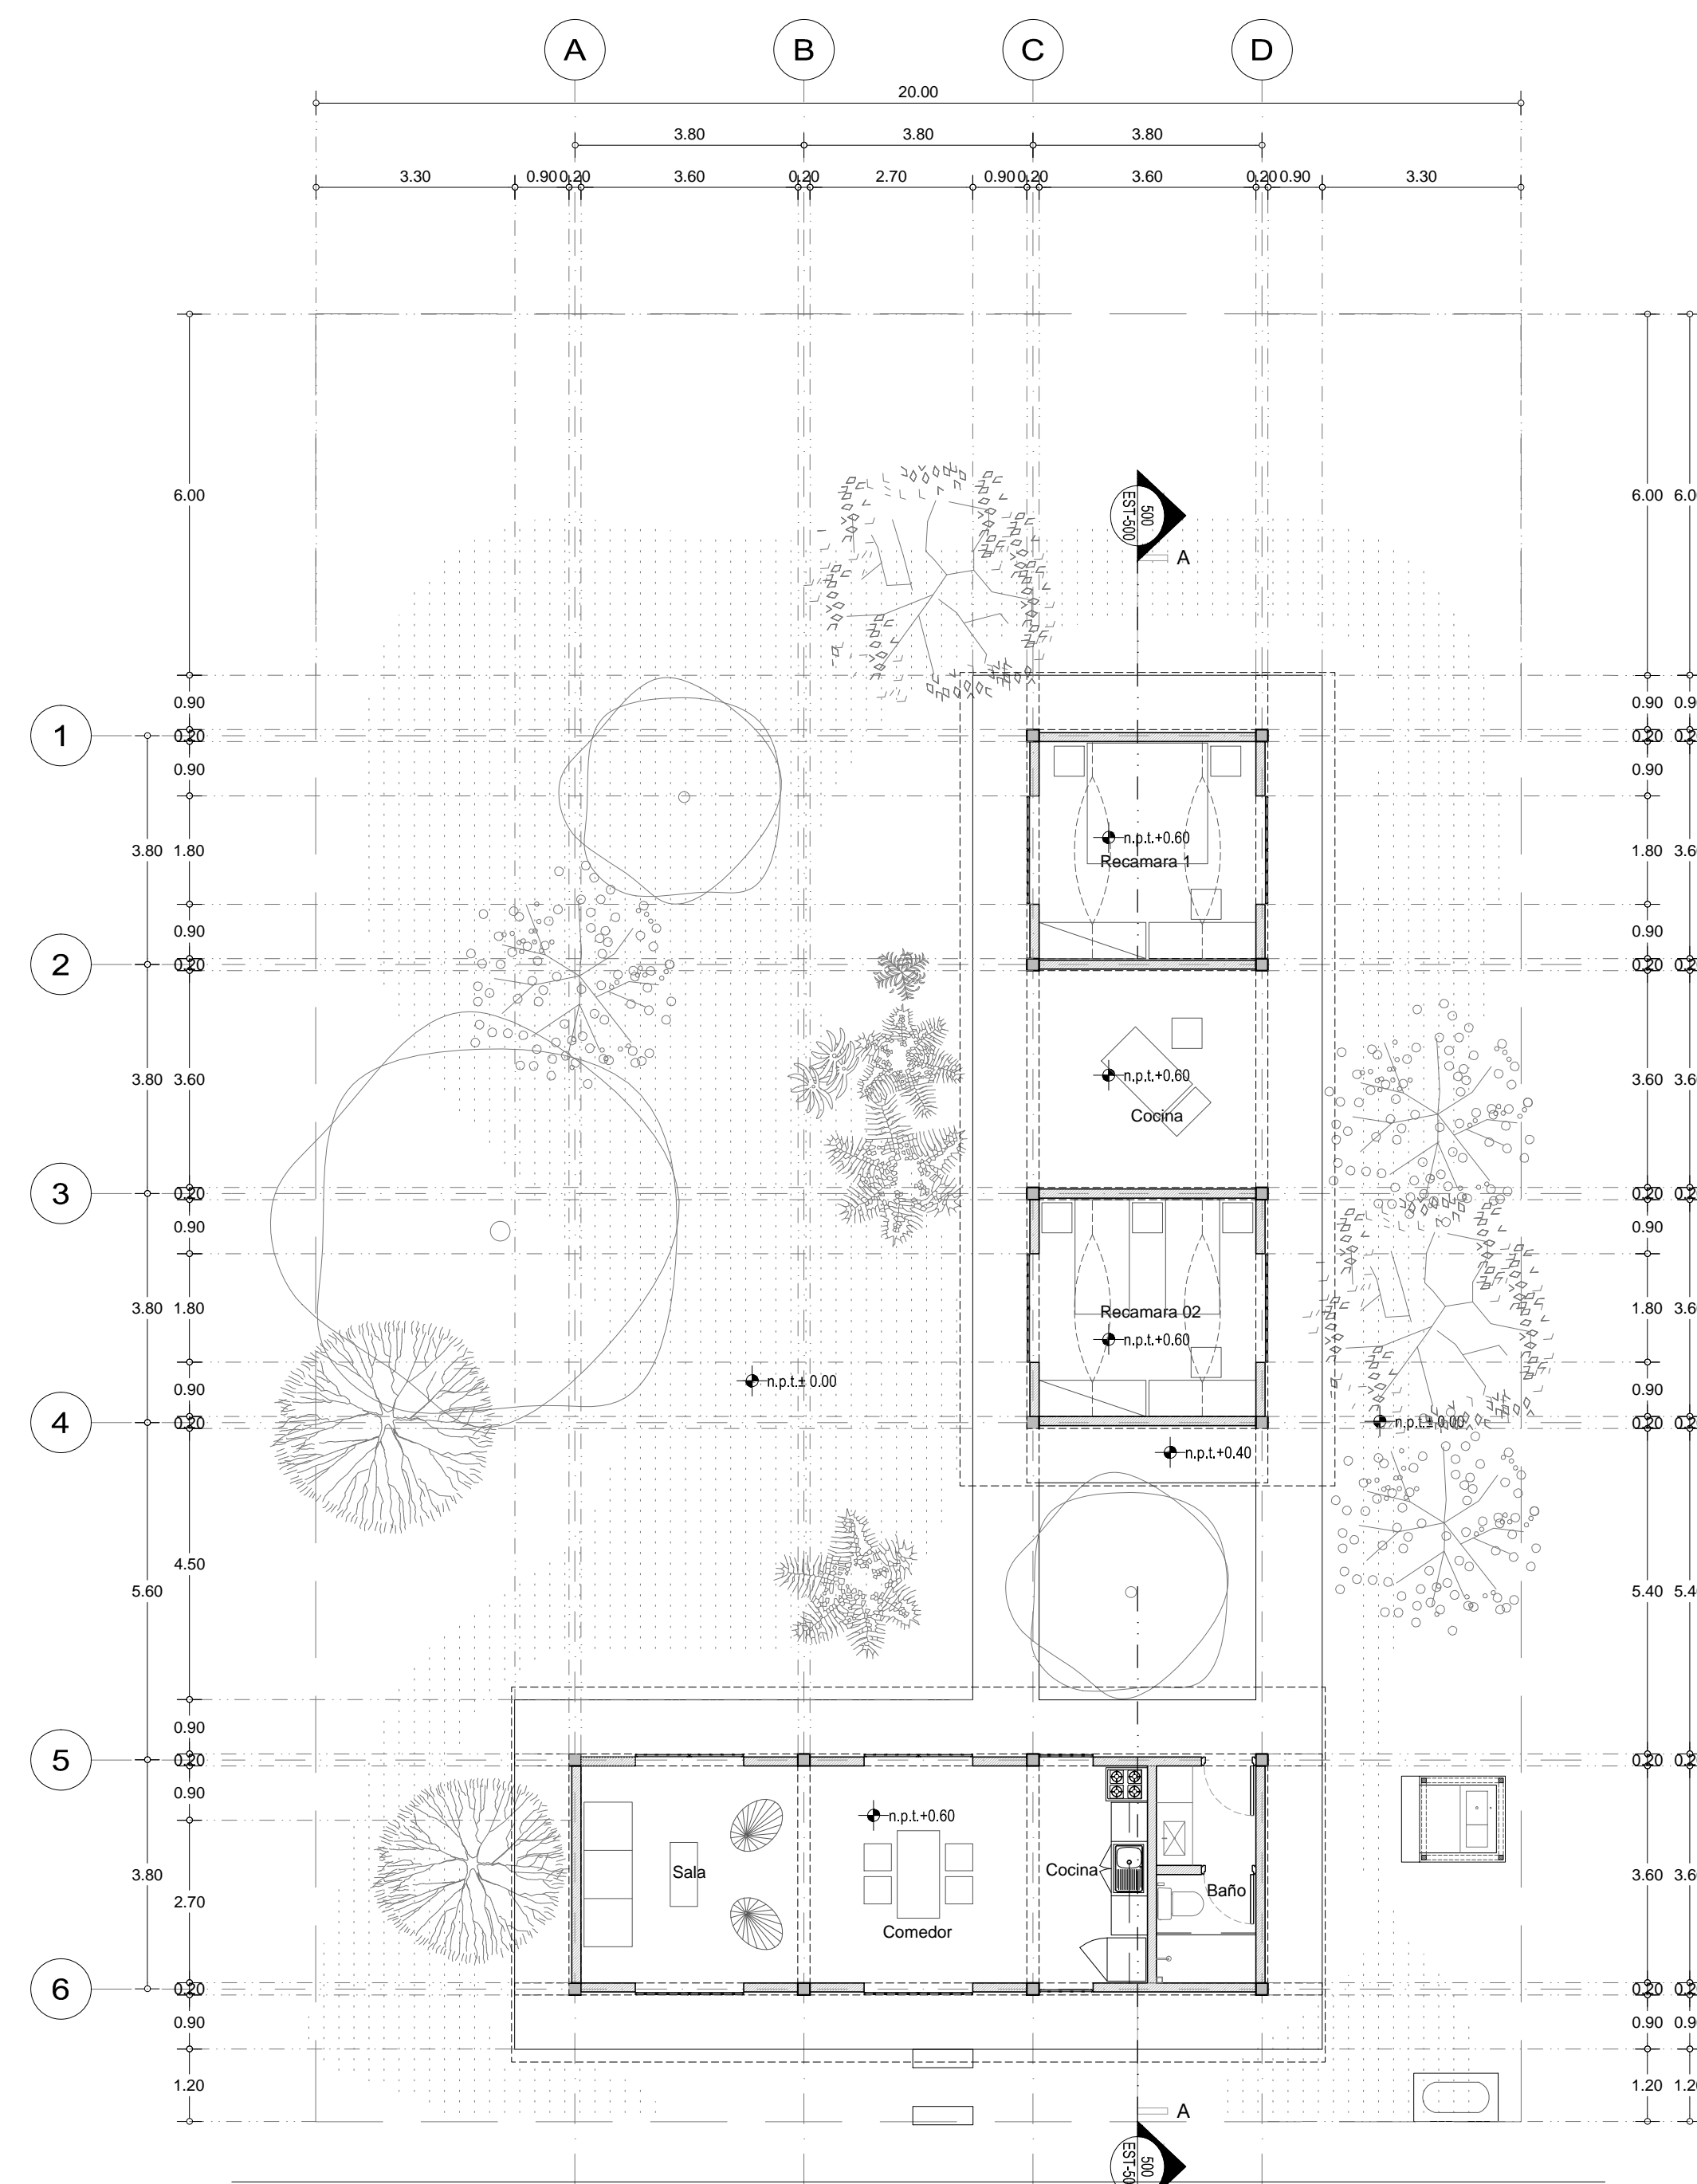 A B C D
20.00
3.80 3.80 3.80
3.30 0.90 0.20 3.60 0.20 2.70 0.90 0.20 3.60 0.20 0.90 3.30
6.00 6.00
EST-500 500
A
0.90 0.90
1 0.20 0.20
0.90 0.90
n.p.t.+0.60
3.80 1.80 Recamara 1 1.80
0.90 0.90
2 0.20 0.20
n.p.t.+0.60
3.80 3.60 3.60
Cocina
3 0.20 0.20
0.90 0.90
3.80 1.80 Recamara 02 1.80
n.p.t.+0.60
n.p.t.± 0.00
0.90 0.90
4 0.20 n.p.t.± 0.00 0.20
n.p.t.+0.40
4.50
5.60 5.40
0.90
5 0.20 0.20
0.90
n.p.t.+0.60
Sala Cocina
3.80 3.60
Baño
2.70
Comedor
6 0.20 0.20
0.90 0.90
1.20 1.20
A
500